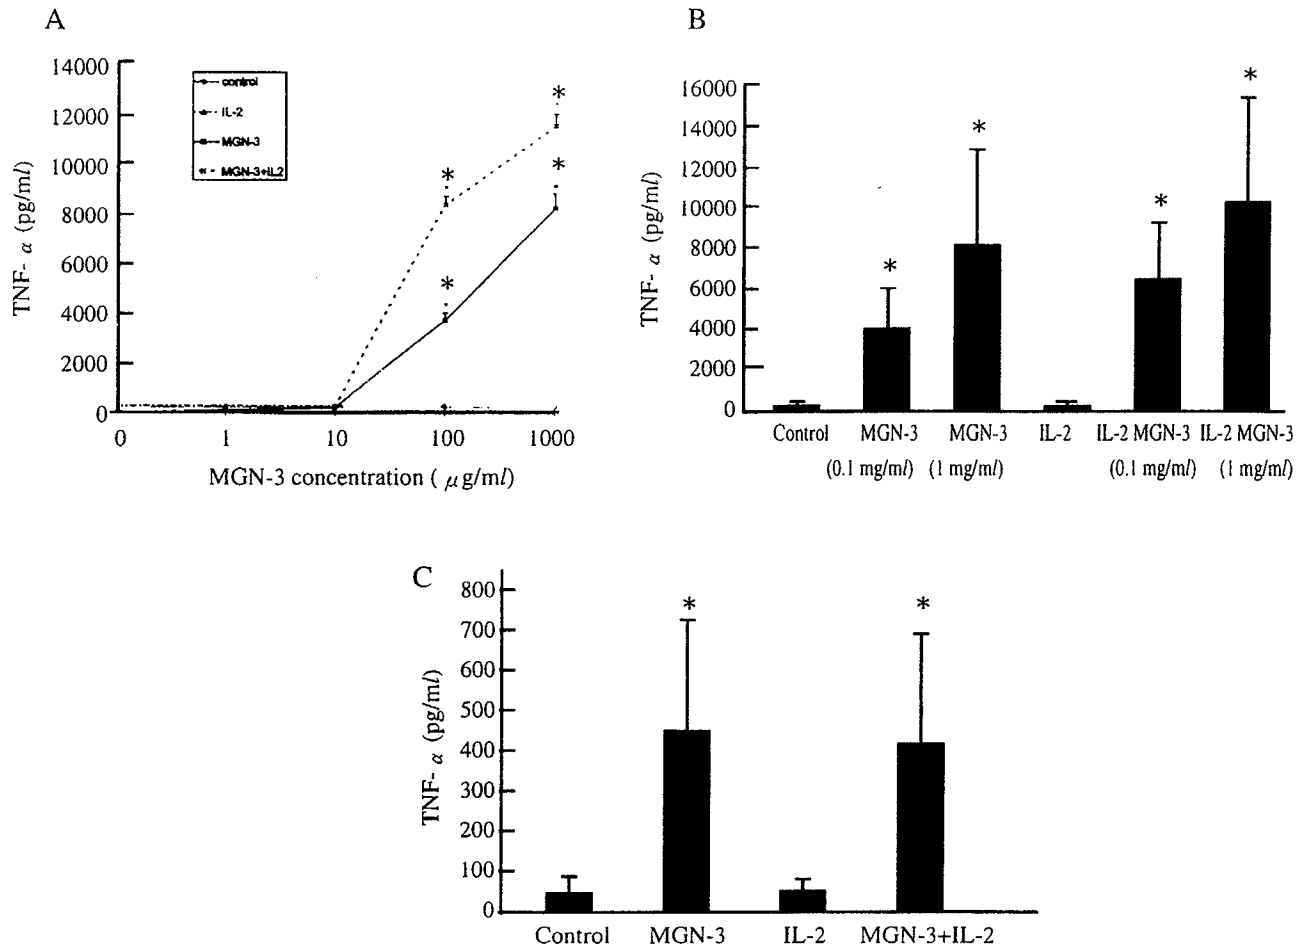 A
14000
12000
10000
8000
6000
4000
2000
0
TNF- α (pg/ml)
control
IL-2
MGN-3
MGN-3+IL2
*
*
*
*
0 1 10 100 1000
MGN-3 concentration ( μg/ml)
B
16000
14000
12000
10000
8000
6000
4000
2000
0
TNF- α (pg/ml)
*
*
*
*
Control MGN-3 MGN-3 IL-2 IL-2 MGN-3 IL-2 MGN-3
(0.1 mg/ml) (1 mg/ml) (0.1 mg/ml) (1 mg/ml)
C
800
700
600
500
400
300
200
100
0
TNF- α (pg/ml)
*
*
Control MGN-3 IL-2 MGN-3+IL-2